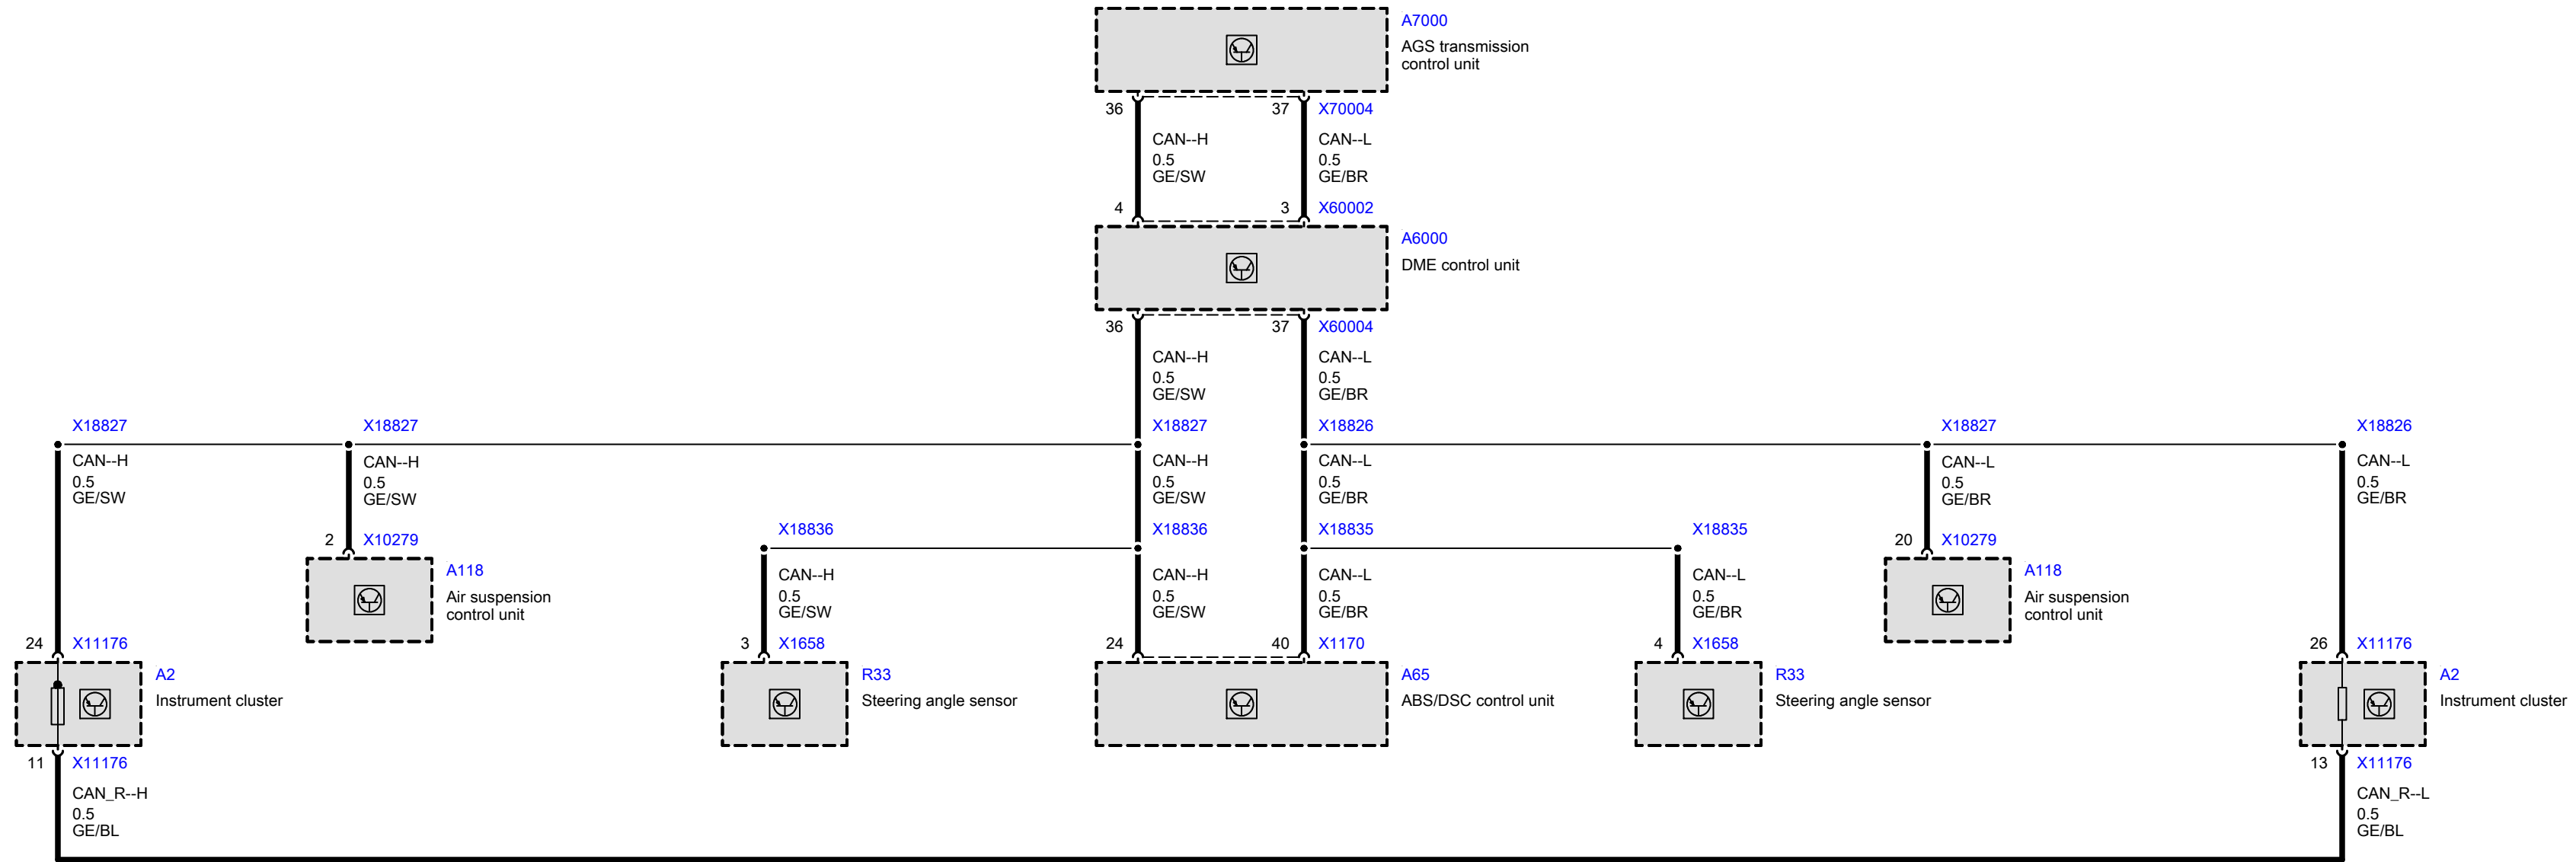 A7000
AGS transmission
control unit
36
37
X70004
CAN--H
0.5
GE/SW
CAN--L
0.5
GE/BR
4
3
X60002
A6000
DME control unit
36
37
X60004
CAN--H
0.5
GE/SW
CAN--L
0.5
GE/BR
X18827
X18827
X18827
X18826
X18827
X18826
CAN--H
0.5
GE/SW
CAN--H
0.5
GE/SW
CAN--H
0.5
GE/SW
CAN--L
0.5
GE/BR
CAN--L
0.5
GE/BR
CAN--L
0.5
GE/BR
2
X10279
A118
Air suspension
control unit
X18836
X18836
X18835
X18835
20
X10279
A118
Air suspension
control unit
CAN--H
0.5
GE/SW
CAN--H
0.5
GE/SW
CAN--L
0.5
GE/BR
CAN--L
0.5
GE/BR
24
X11176
A2
Instrument cluster
3
X1658
R33
Steering angle sensor
24
40
X1170
A65
ABS/DSC control unit
4
X1658
R33
Steering angle sensor
26
X11176
A2
Instrument cluster
11
X11176
CAN_R--H
0.5
GE/BL
13
X11176
CAN_R--L
0.5
GE/BL